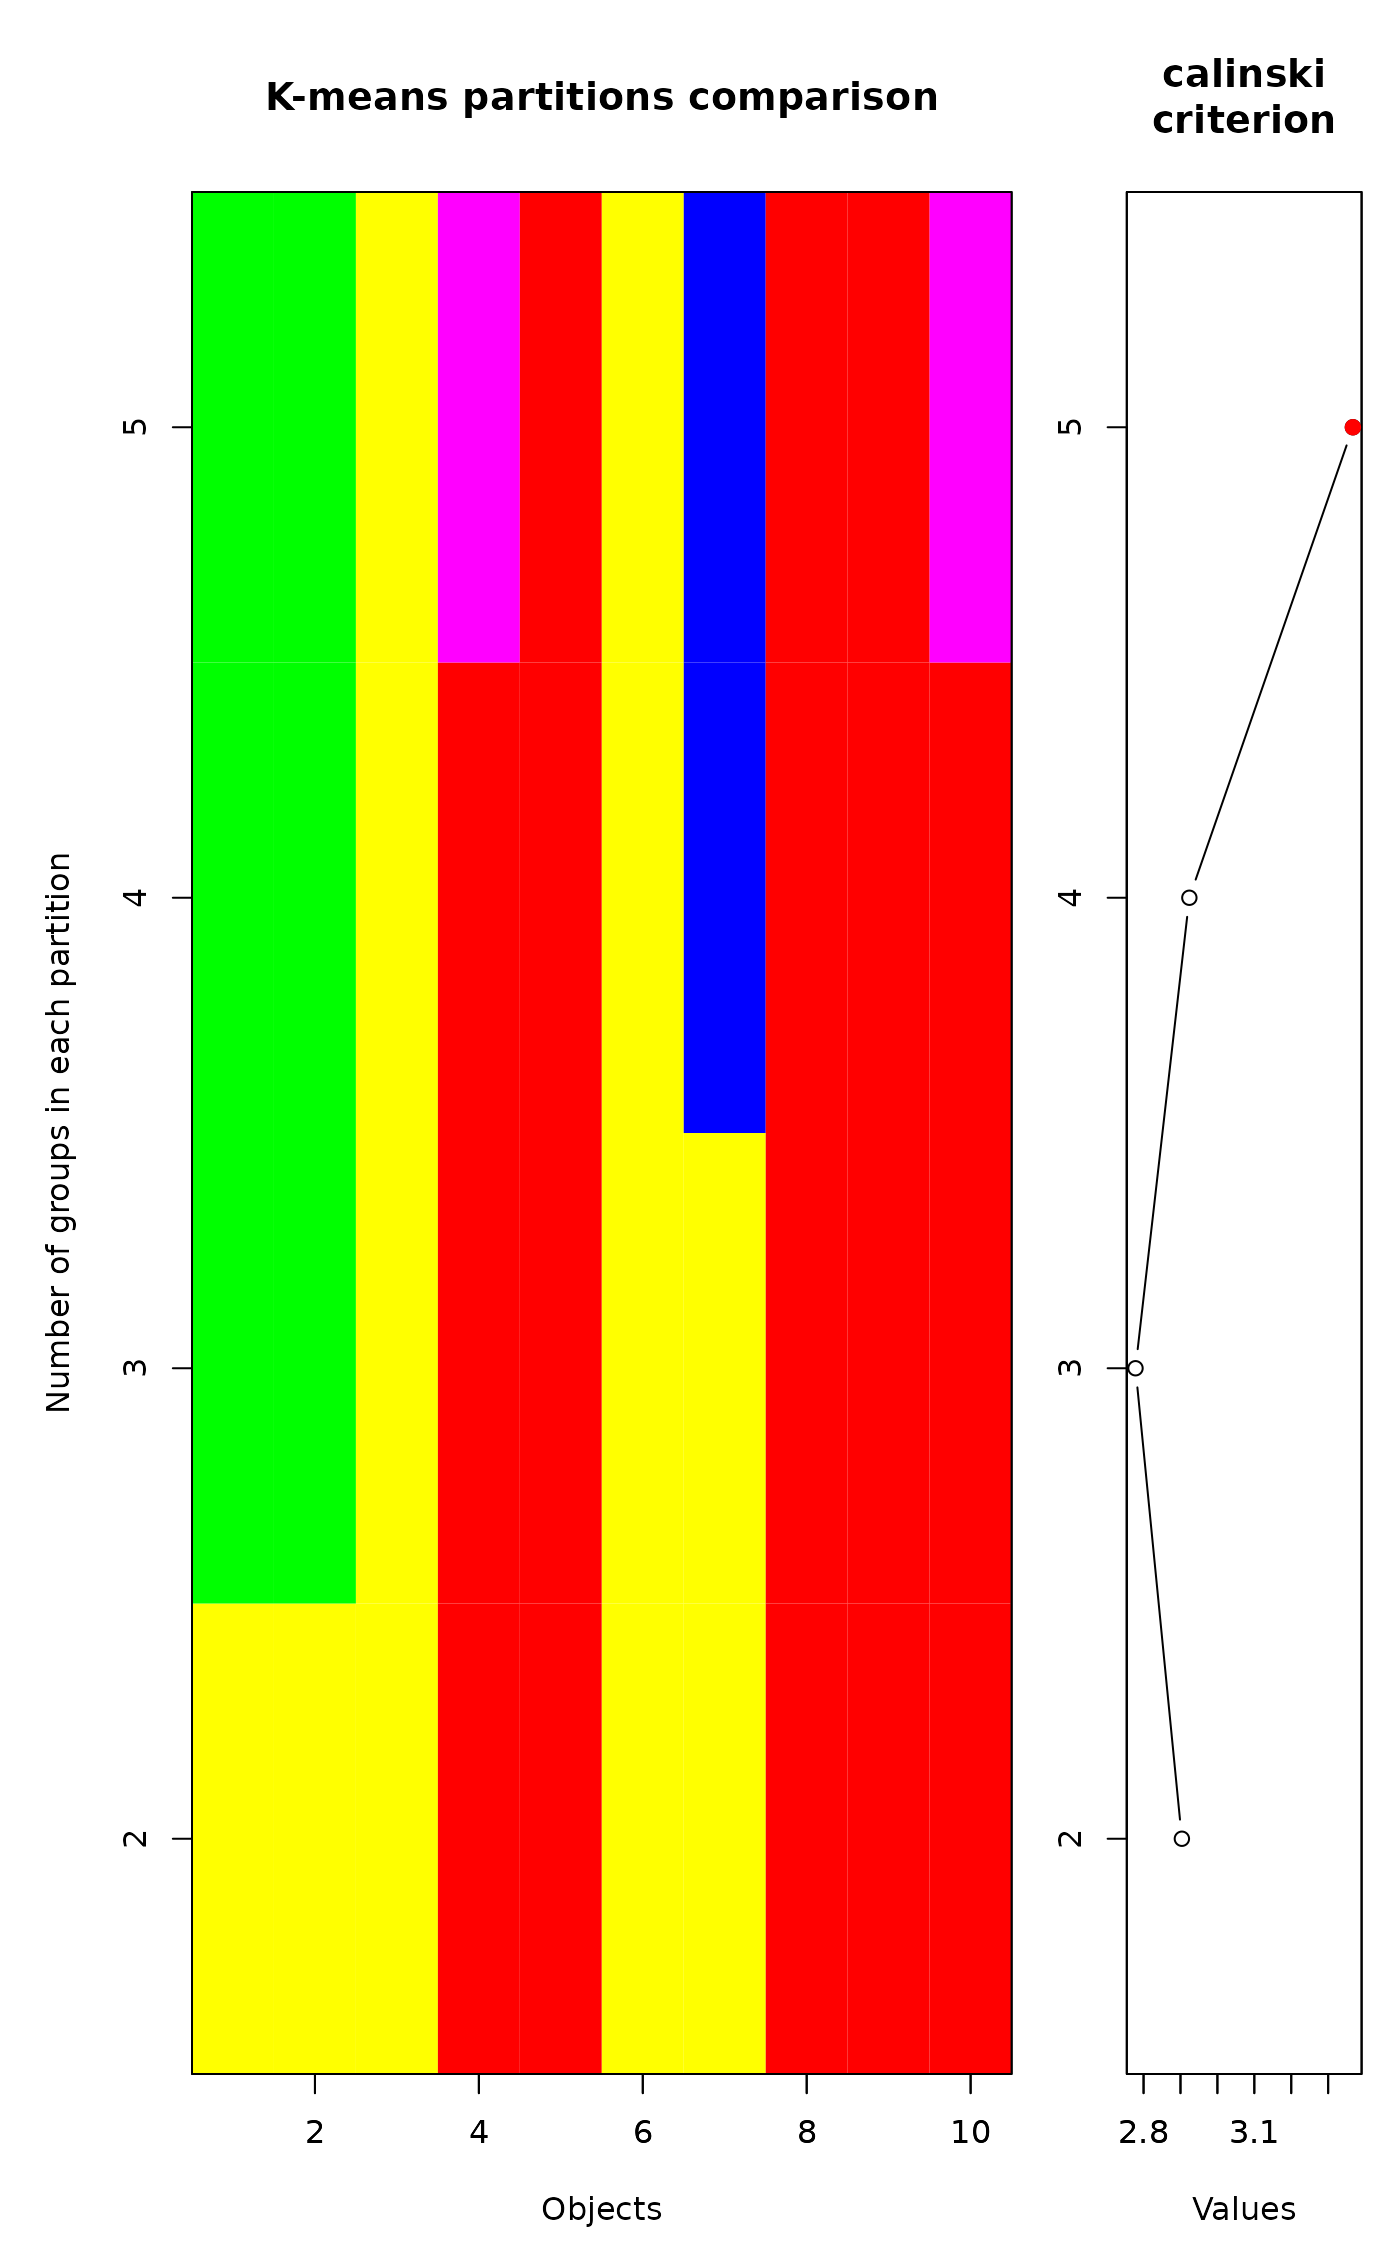 K-means partitions comparison
calinski
criterion
Number of groups in each partition
5
4
3
2
2 4 6 8 10
Objects
5
4
3
2
2.8 3.1
Values